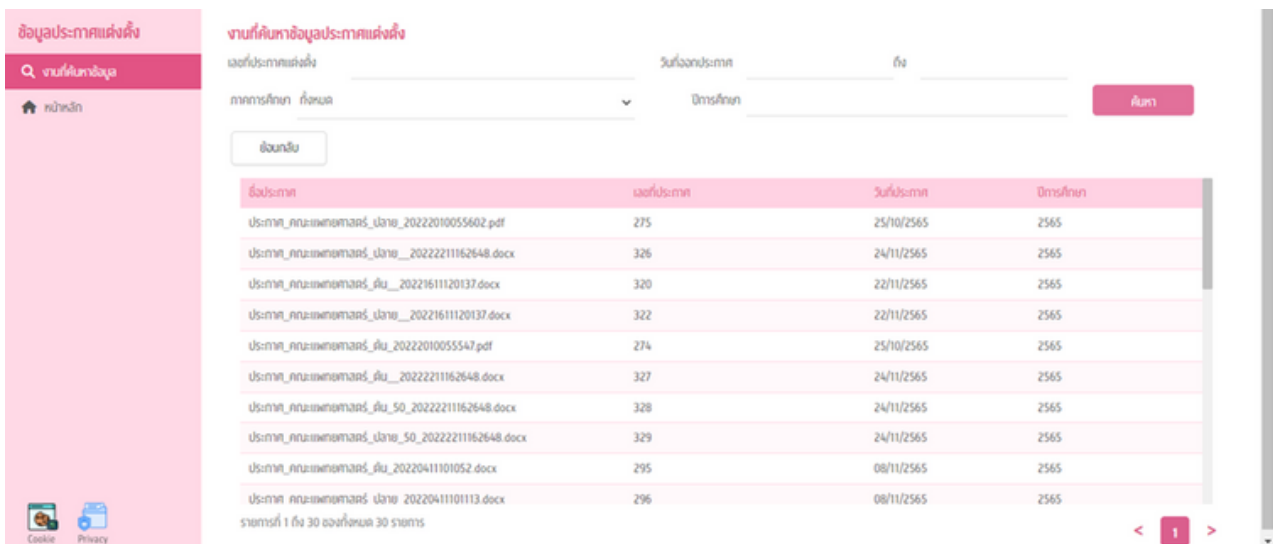 ข้อมูลประกาศแต่งตั้ง
งานที่ค้นหาข้อมูล
หน้าหลัก
งานที่ค้นหาข้อมูลประกาศแต่งตั้ง
เลขที่ประกาศแต่งตั้ง วันที่ออกประกาศ ถึง
ภาคการศึกษา ทั้งหมด ปีการศึกษา ค้นหา
ย้อนกลับ
ชื่อประกาศ เลขที่ประกาศ วันที่ประกาศ ปีการศึกษา
ประกาศ_คณะแพทยศาสตร์_ปลาย_20222010055602.pdf 275 25/10/2565 2565
ประกาศ_คณะแพทยศาสตร์_ปลาย__20222211162648.docx 326 24/11/2565 2565
ประกาศ_คณะแพทยศาสตร์_ต้น__20221611120137.docx 320 22/11/2565 2565
ประกาศ_คณะแพทยศาสตร์_ปลาย__20221611120137.docx 322 22/11/2565 2565
ประกาศ_คณะแพทยศาสตร์_ต้น_20222010055547.pdf 274 25/10/2565 2565
ประกาศ_คณะแพทยศาสตร์_ต้น__20222211162648.docx 327 24/11/2565 2565
ประกาศ_คณะแพทยศาสตร์_ต้น_50_20222211162648.docx 328 24/11/2565 2565
ประกาศ_คณะแพทยศาสตร์_ปลาย_50_20222211162648.docx 329 24/11/2565 2565
ประกาศ_คณะแพทยศาสตร์_ต้น_20220411101052.docx 295 08/11/2565 2565
ประกาศ_คณะแพทยศาสตร์_ปลาย_20220411101113.docx 296 08/11/2565 2565
รายการที่ 1 ถึง 30 ของทั้งหมด 30 รายการ
< 1 >
Cookie Privacy